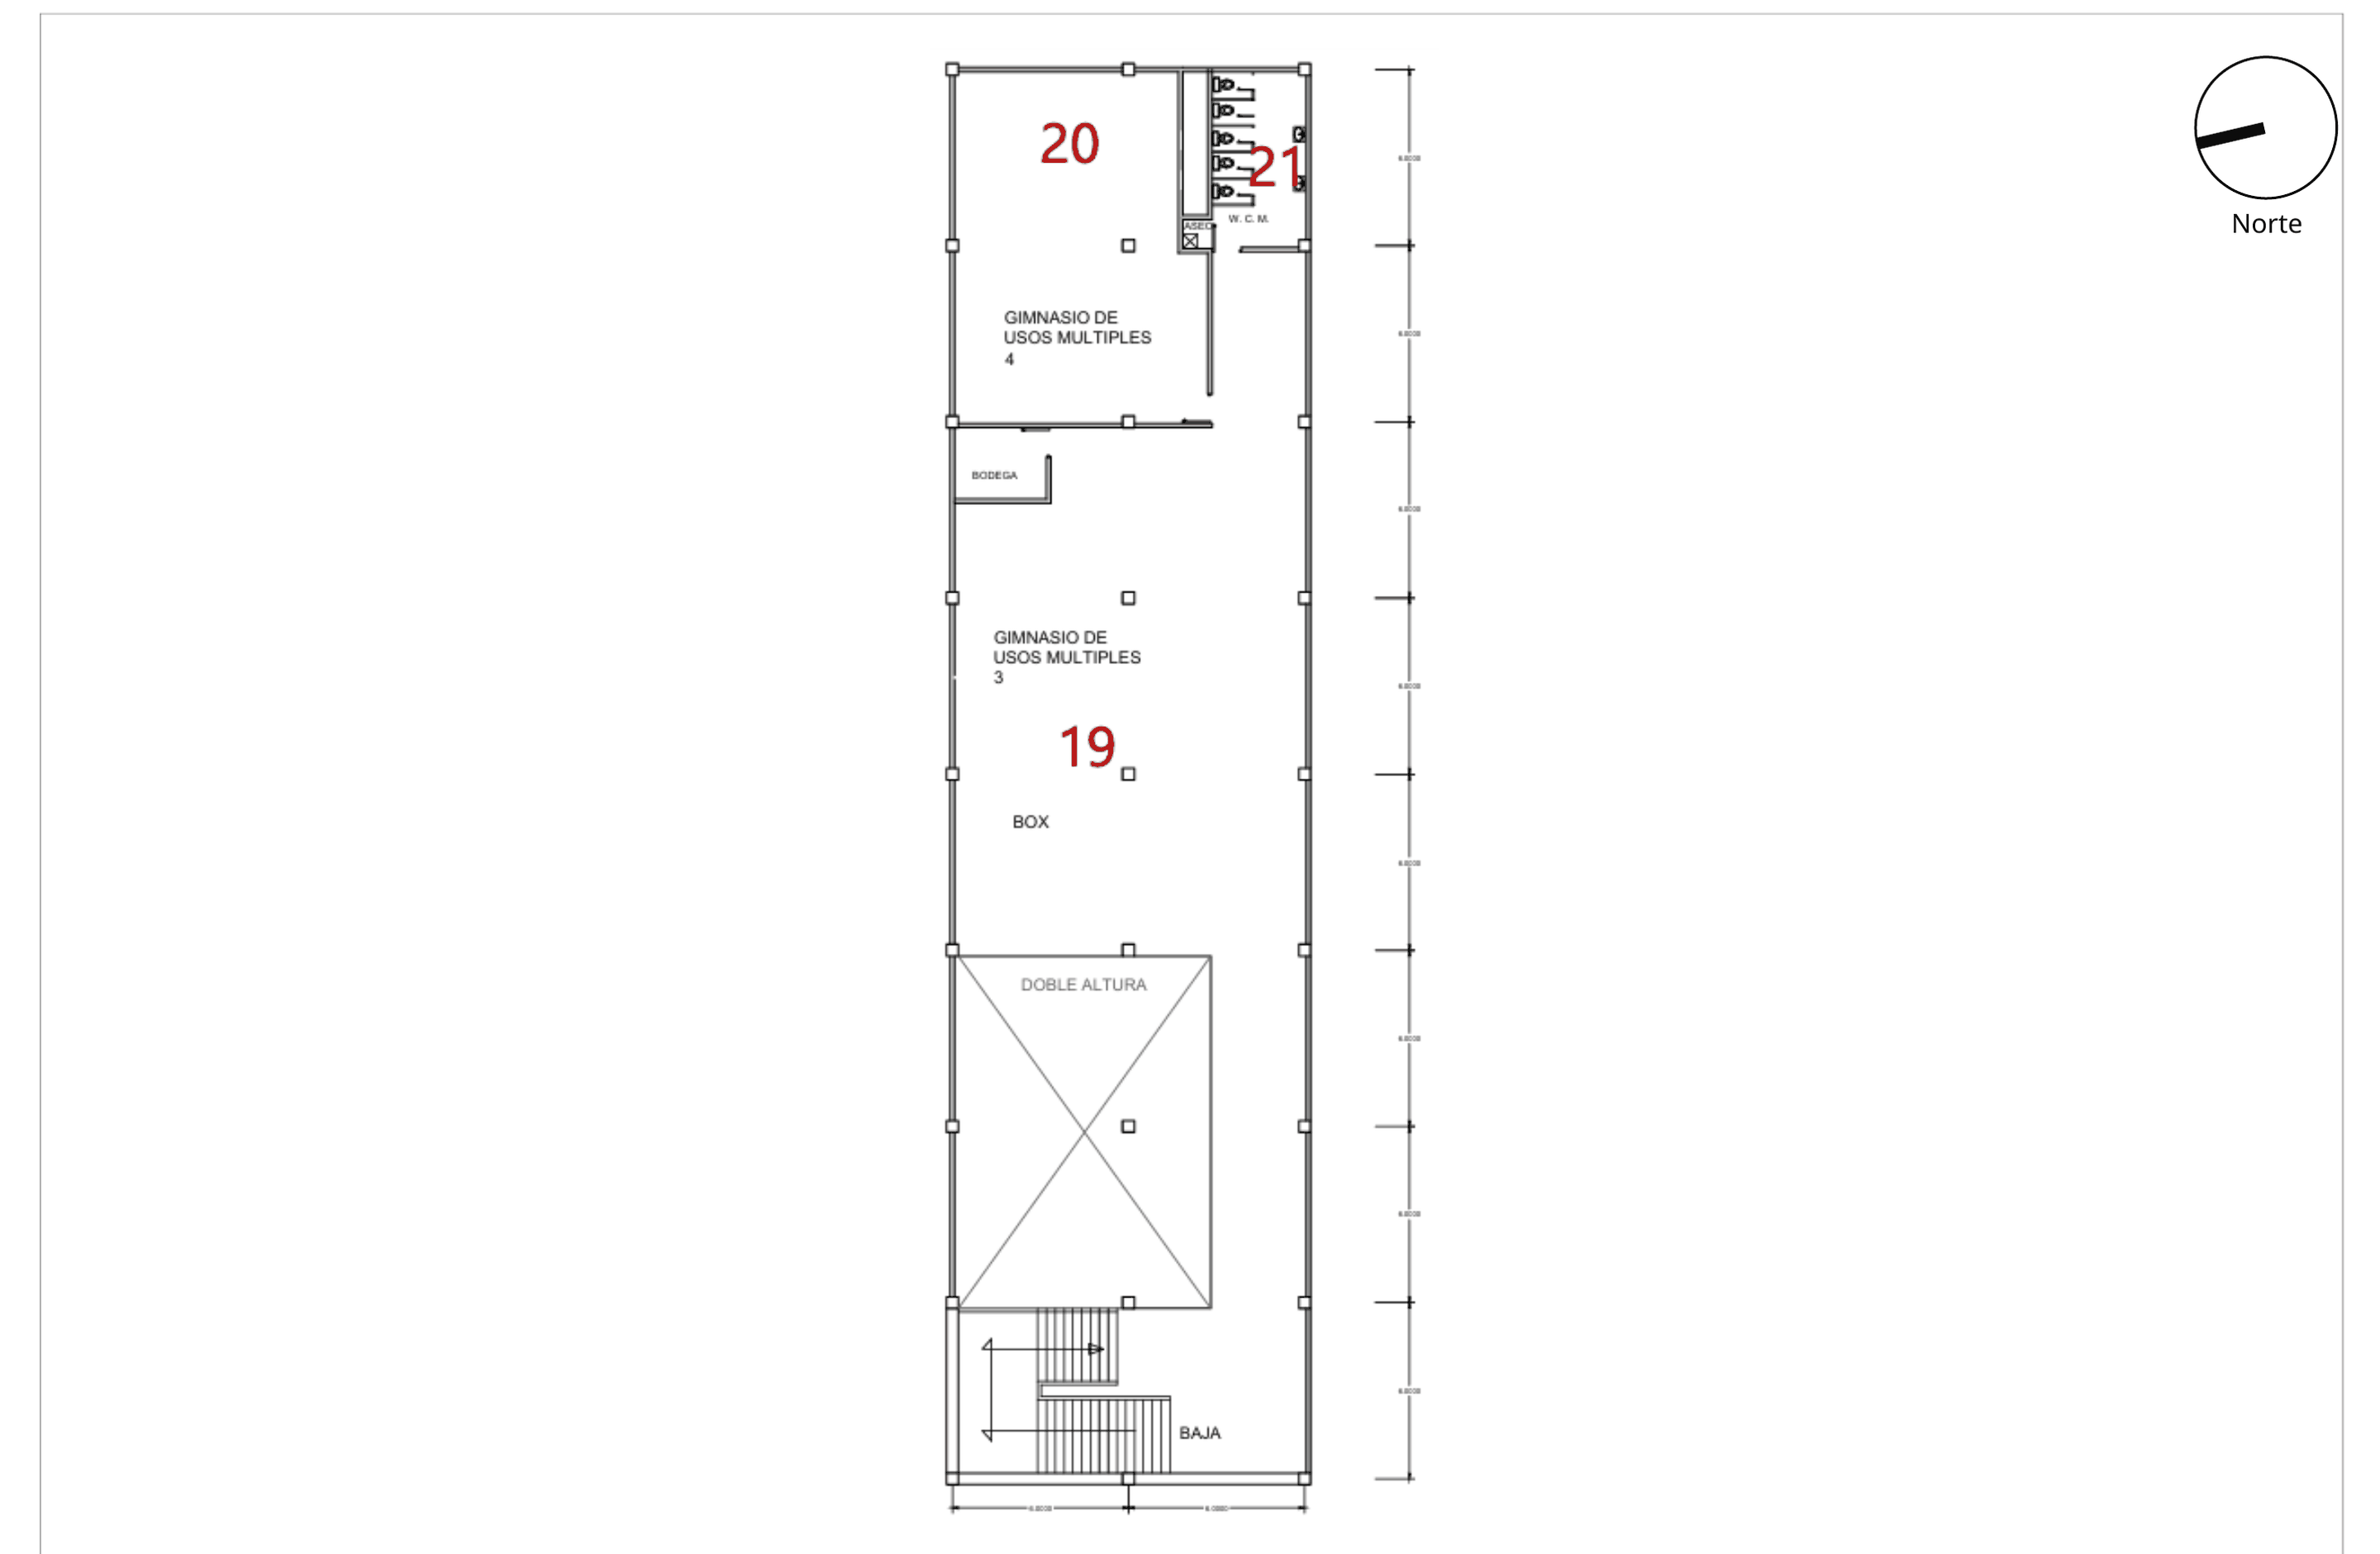 Norte
20
21
W. C. M.
ASEO
GIMNASIO DE
USOS MULTIPLES
4
BODEGA
GIMNASIO DE
USOS MULTIPLES
3
19
BOX
DOBLE ALTURA
BAJA